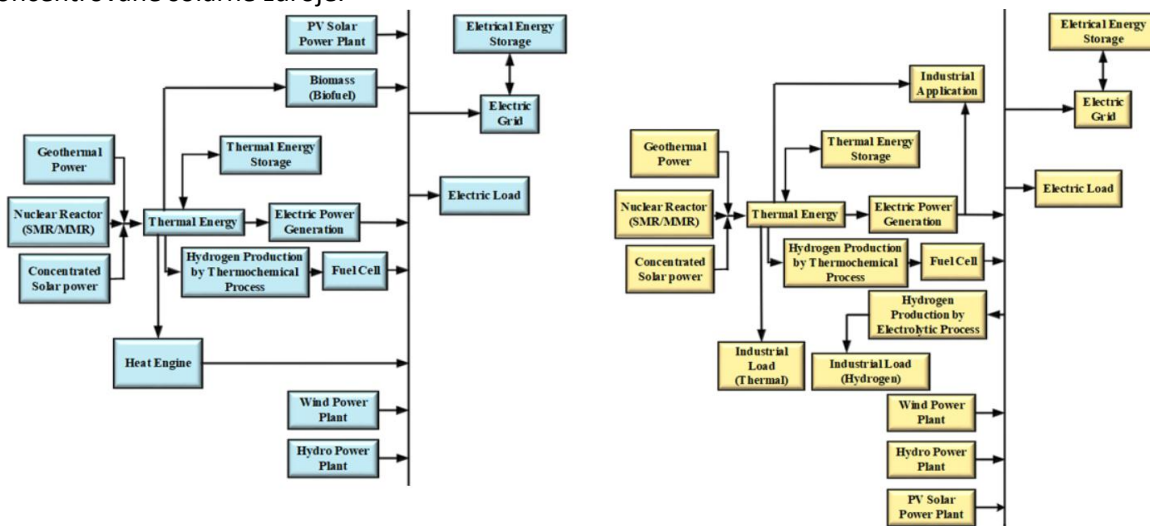 oncentrované solárne zdroje.
PV Solar
Power Plant
Eletrical Energy
Storage
Biomass
(Biofuel)
Electric
Grid
Geothermal
Power
Thermal Energy
Storage
Electric Load
Nuclear Reactor
(SMR/MMR)
Thermal Energy
Electric Power
Generation
Concentrated
Solar power
Hydrogen Production
by Thermochemical
Process
Fuel Cell
Heat Engine
Wind Power
Plant
Hydro Power
Plant
Eletrical Energy
Storage
Industrial
Application
Electric
Grid
Geothermal
Power
Thermal Energy
Storage
Electric Load
Nuclear Reactor
(SMR/MMR)
Thermal Energy
Electric Power
Generation
Concentrated
Solar power
Hydrogen Production
by Thermochemical
Process
Fuel Cell
Hydrogen
Production by
Electrolytic Process
Industrial
Load
(Thermal)
Industrial Load
(Hydrogen)
Wind Power
Plant
Hydro Power
Plant
PV Solar
Power Plant